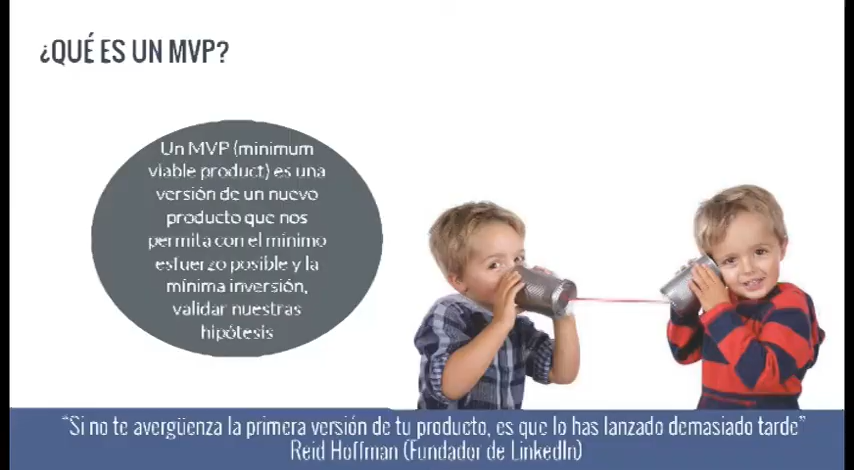 ¿QUÉ ES UN MVP?
Un MVP (minimum
viable product) es una
versión de un nuevo
producto que nos
permita con el mínimo
esfuerzo posible y la
mínima inversión,
validar nuestras
hipótesis
"Si no te avergüenza la primera versión de tu producto, es que lo has lanzado demasiado tarde"
Reid Hoffman (Fundador de LinkedIn)